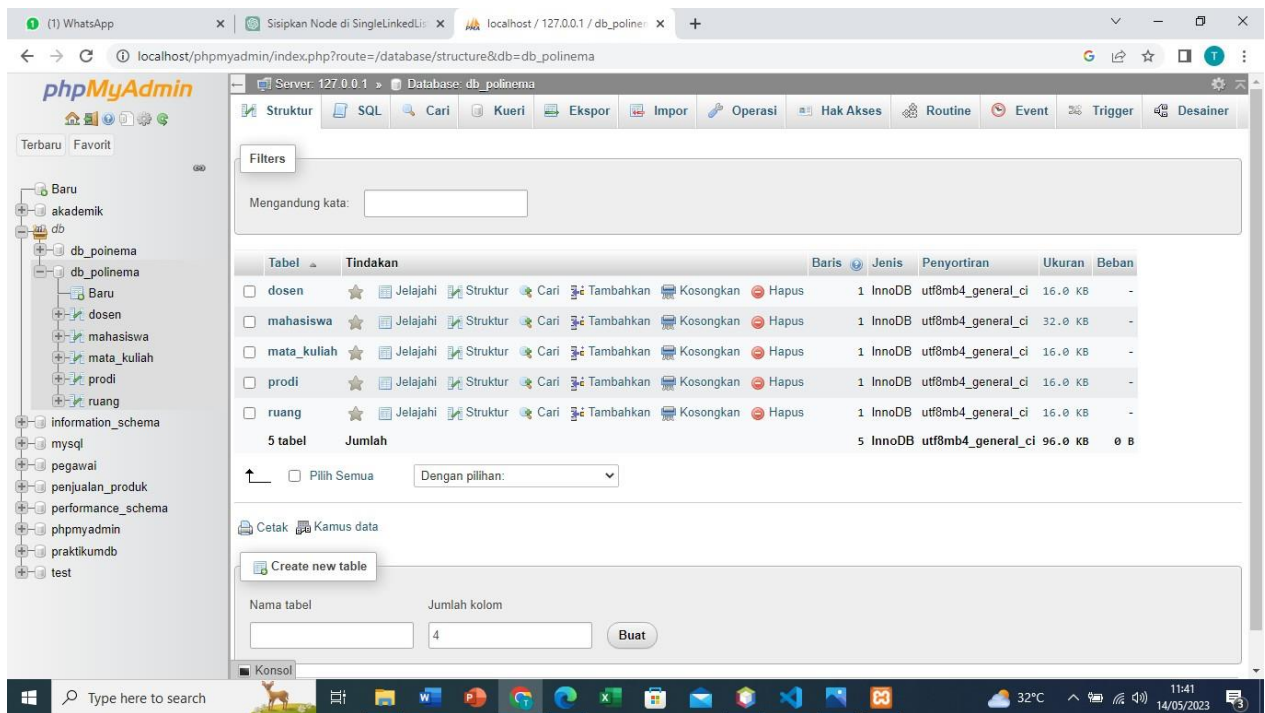 (1) WhatsApp
Sisipkan Node di SingleLinkedLis
localhost / 127.0.0.1 / db_poliner
localhost/phpmyadmin/index.php?route=/database/structure&db=db_polinema
T
phpMyAdmin
Terbaru Favorit
Baru
akademik
db
db_poinema
db_polinema
Baru
dosen
mahasiswa
mata_kuliah
prodi
ruang
information_schema
mysql
pegawai
penjualan_produk
performance_schema
phpmyadmin
praktikumdb
test
Server: 127.0.0.1 » Database: db_polinema
Struktur SQL Cari Kueri Ekspor Impor Operasi Hak Akses Routine Event Trigger Desainer
Filters
Mengandung kata:
Tabel Tindakan Baris Jenis Penyortiran Ukuran Beban
dosen Jelajahi Struktur Cari Tambahkan Kosongkan Hapus 1 InnoDB utf8mb4_general_ci 16.0 KB -
mahasiswa Jelajahi Struktur Cari Tambahkan Kosongkan Hapus 1 InnoDB utf8mb4_general_ci 32.0 KB -
mata_kuliah Jelajahi Struktur Cari Tambahkan Kosongkan Hapus 1 InnoDB utf8mb4_general_ci 16.0 KB -
prodi Jelajahi Struktur Cari Tambahkan Kosongkan Hapus 1 InnoDB utf8mb4_general_ci 16.0 KB -
ruang Jelajahi Struktur Cari Tambahkan Kosongkan Hapus 1 InnoDB utf8mb4_general_ci 16.0 KB -
5 tabel Jumlah 5 InnoDB utf8mb4_general_ci 96.0 KB 0 B
Pilih Semua Dengan pilihan:
Cetak Kamus data
Create new table
Nama tabel Jumlah kolom
4 Buat
Konsol
Type here to search
32°C
11:41
14/05/2023
3